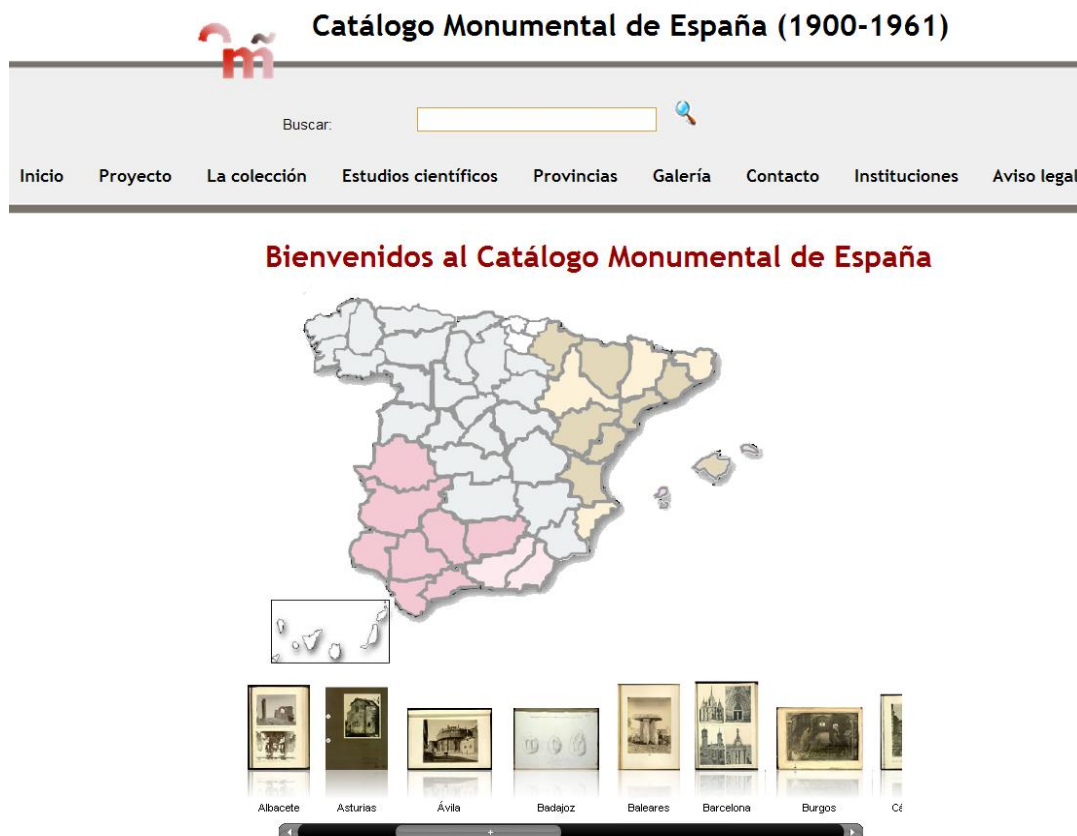 Catálogo Monumental de España (1900-1961)
m̃
Buscar:
Inicio Proyecto La colección Estudios científicos Provincias Galería Contacto Instituciones Aviso legal
Bienvenidos al Catálogo Monumental de España
Albacete Asturias Ávila Badajoz Baleares Barcelona Burgos Cá